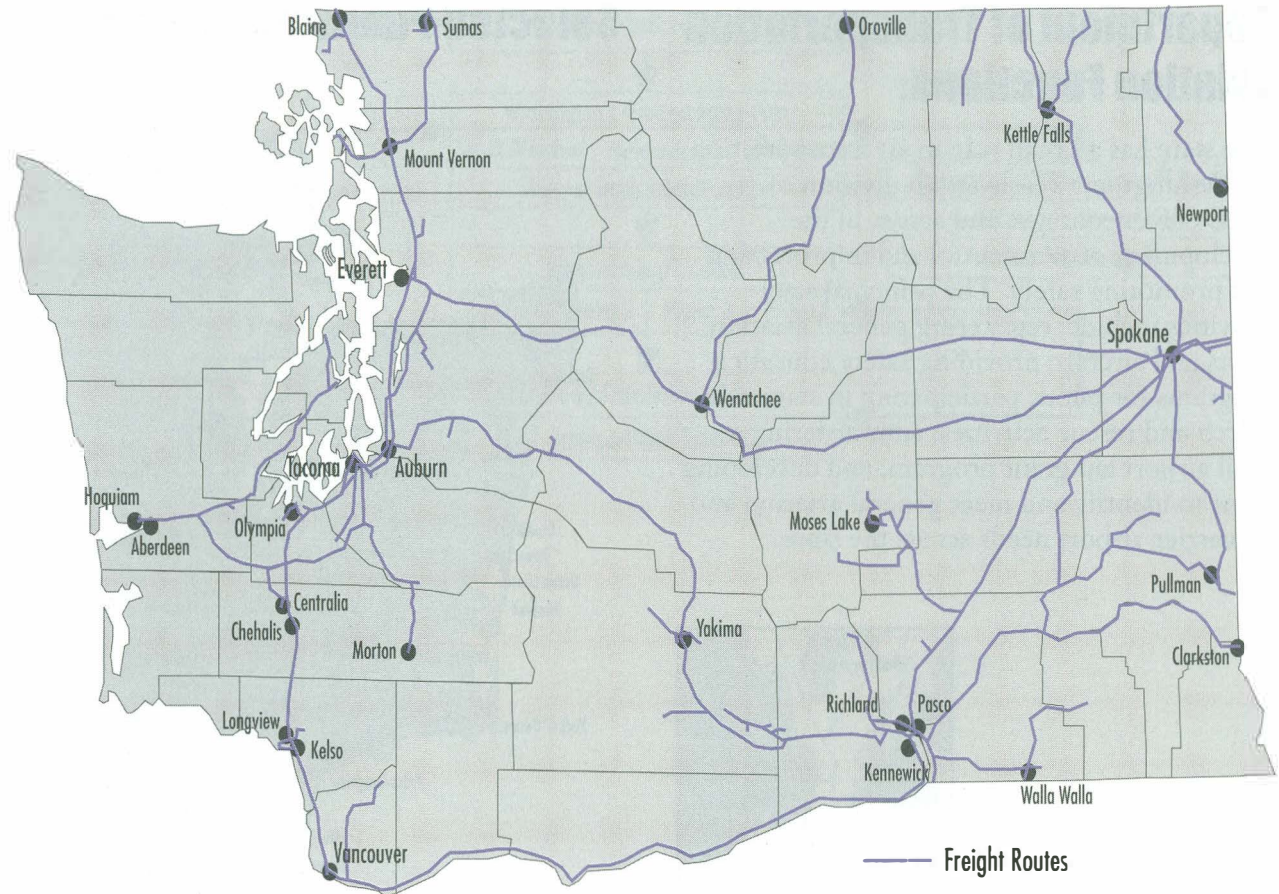 Blaine
Sumas
Oroville
Kettle Falls
Mount Vernon
Newport
Everett
Spokane
Wenatchee
Tacoma
Auburn
Hoquiam
Olympia
Moses Lake
Aberdeen
Pullman
Centralia
Chehalis
Yakima
Morton
Clarkston
Richland
Pasco
Longview
Kelso
Kennewick
Walla Walla
Vancouver
Freight Routes